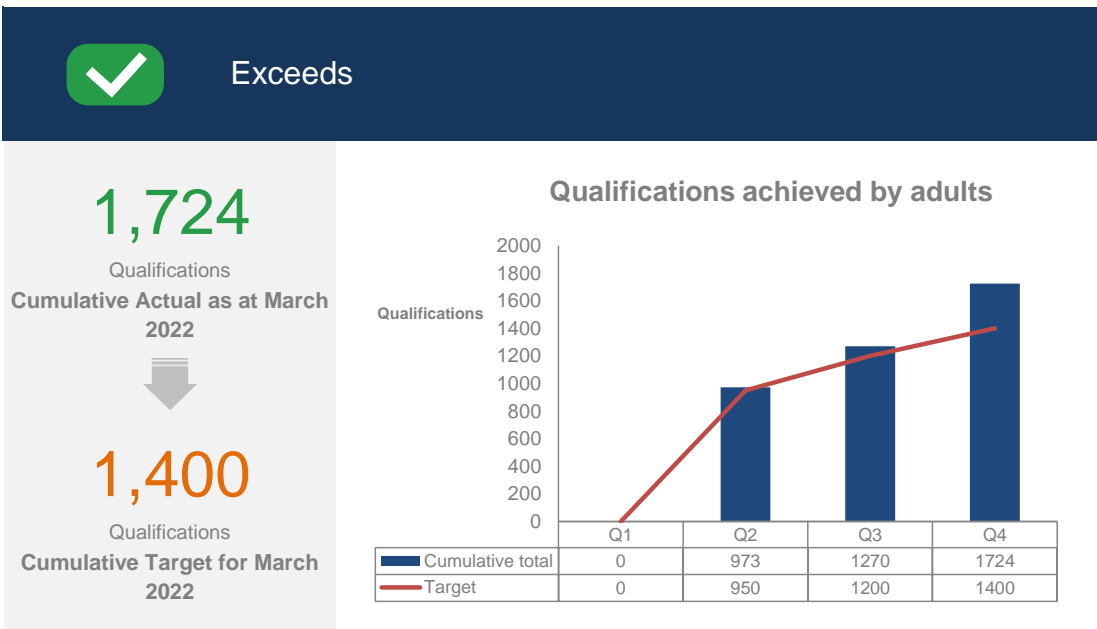 Exceeds
1,724
Qualifications
Cumulative Actual as at March
2022
1,400
Qualifications
Cumulative Target for March
2022
Qualifications achieved by adults
Qualifications
2000
1800
1600
1400
1200
1000
800
600
400
200
0
Q1 Q2 Q3 Q4
Cumulative total 0 973 1270 1724
Target 0 950 1200 1400